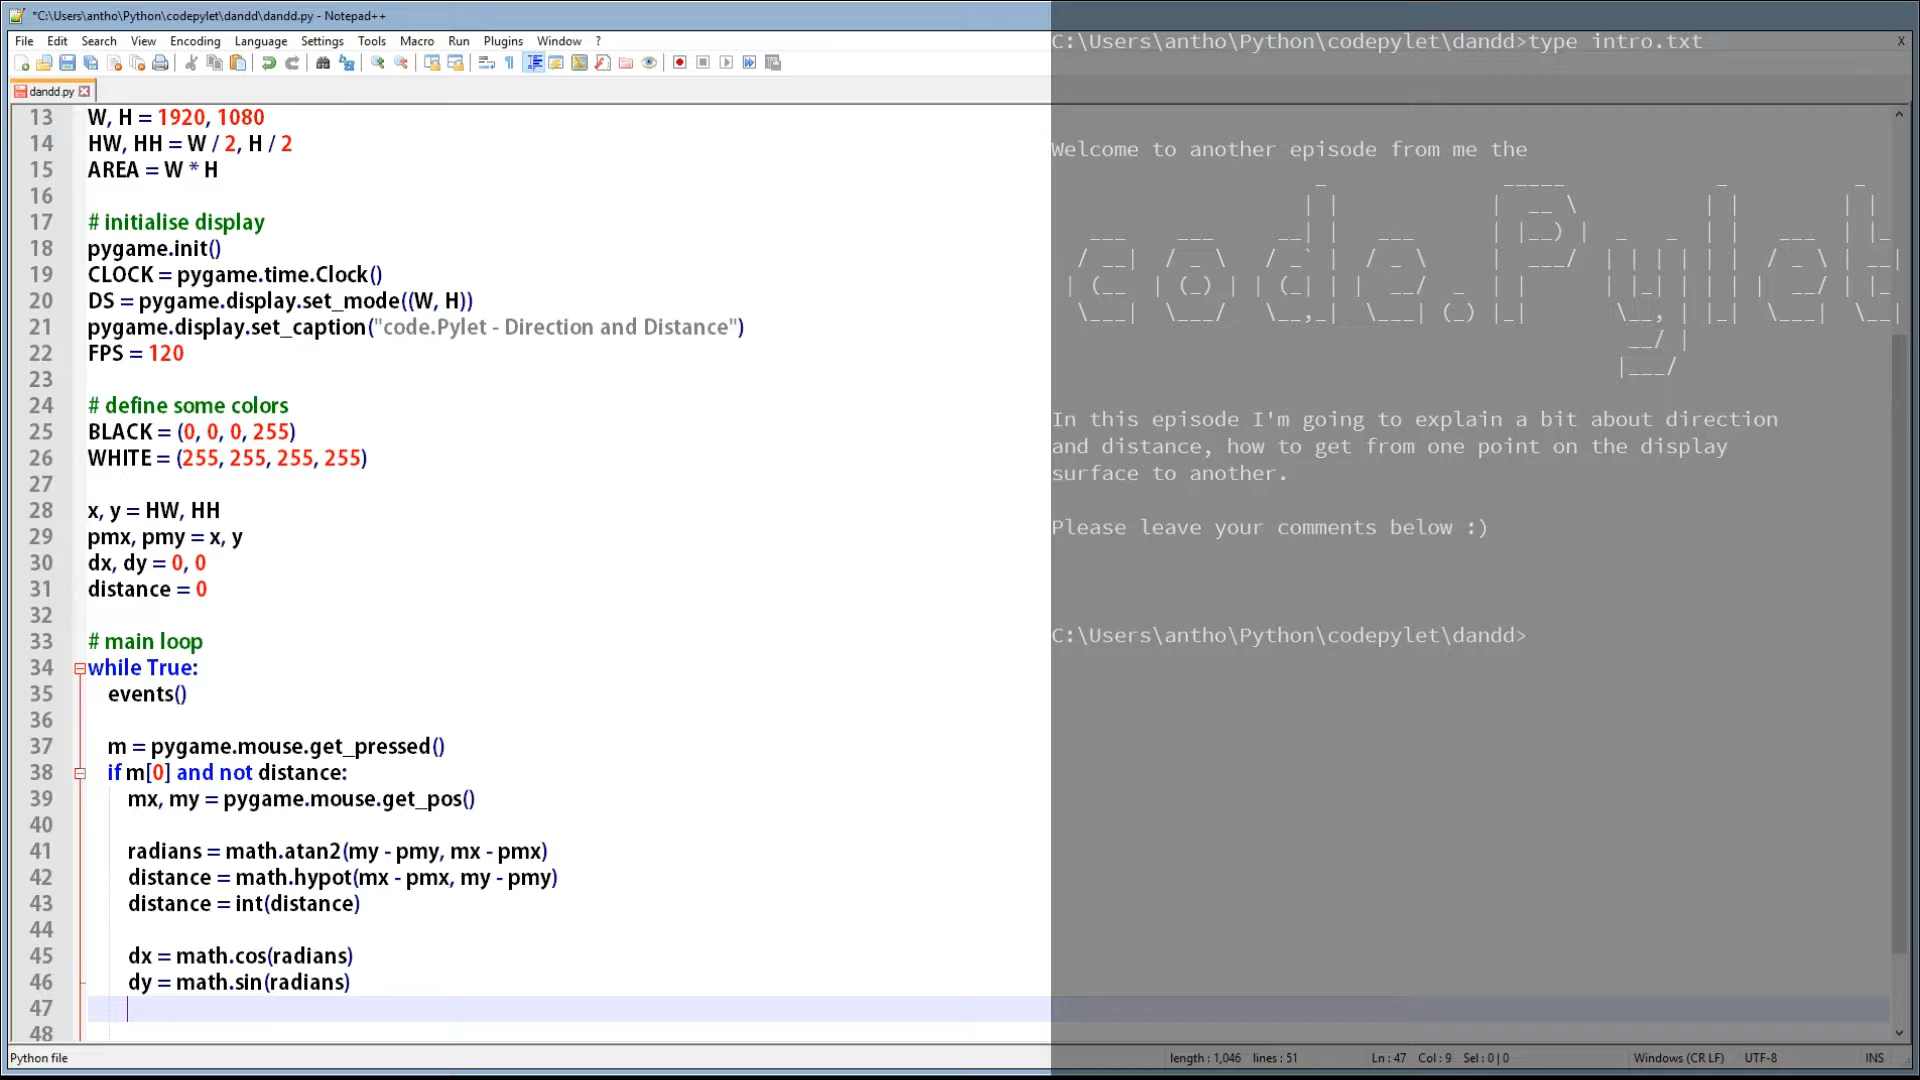 *C:\Users\antho\Python\codepylet\dandd\dandd.py - Notepad++
File Edit Search View Encoding Language Settings Tools Macro Run Plugins Window ?
X
dandd.py
13 W, H = 1920, 1080
14 HW, HH = W / 2, H / 2
15 AREA = W * H
16
17 # initialise display
18 pygame.init()
19 CLOCK = pygame.time.Clock()
20 DS = pygame.display.set_mode((W, H))
21 pygame.display.set_caption("code.Pylet - Direction and Distance")
22 FPS = 120
23
24 # define some colors
25 BLACK = (0, 0, 0, 255)
26 WHITE = (255, 255, 255, 255)
27
28 x, y = HW, HH
29 pmx, pmy = x, y
30 dx, dy = 0, 0
31 distance = 0
32
33 # main loop
34 while True:
35 events()
36
37 m = pygame.mouse.get_pressed()
38 if m[0] and not distance:
39 mx, my = pygame.mouse.get_pos()
40
41 radians = math.atan2(my - pmy, mx - pmx)
42 distance = math.hypot(mx - pmx, my - pmy)
43 distance = int(distance)
44
45 dx = math.cos(radians)
46 dy = math.sin(radians)
47
48
C:\Users\antho\Python\codepylet\dandd>type intro.txt
Welcome to another episode from me the
code.Pylet
In this episode I'm going to explain a bit about direction
and distance, how to get from one point on the display
surface to another.
Please leave your comments below :)
C:\Users\antho\Python\codepylet\dandd>
Python file length : 1,046 lines : 51 Ln : 47 Col : 9 Sel : 0 | 0 Windows (CR LF) UTF-8 INS